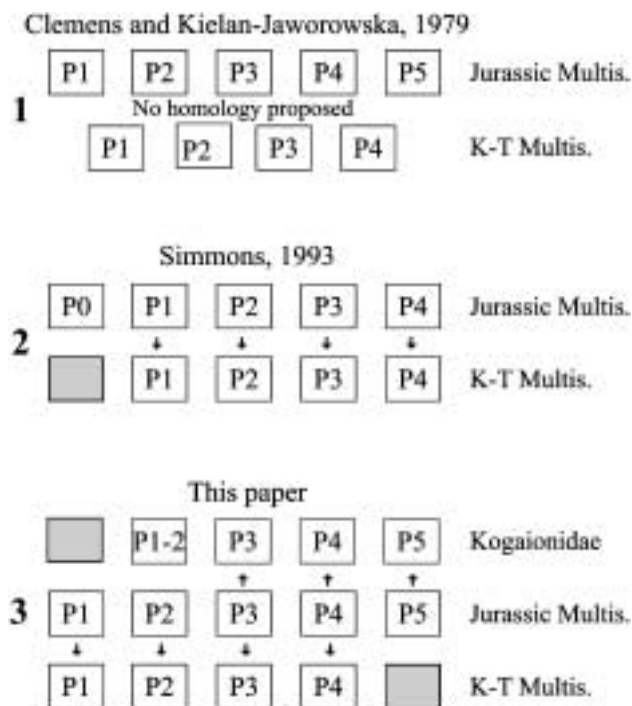 Clemens and Kielan-Jaworowska, 1979
P1 P2 P3 P4 P5 Jurassic Multis.
1 No homology proposed
P1 P2 P3 P4 K-T Multis.
Simmons, 1993
P0 P1 P2 P3 P4 Jurassic Multis.
2
P1 P2 P3 P4 K-T Multis.
This paper
P1-2 P3 P4 P5 Kogaionidae
3 P1 P2 P3 P4 P5 Jurassic Multis.
P1 P2 P3 P4 K-T Multis.